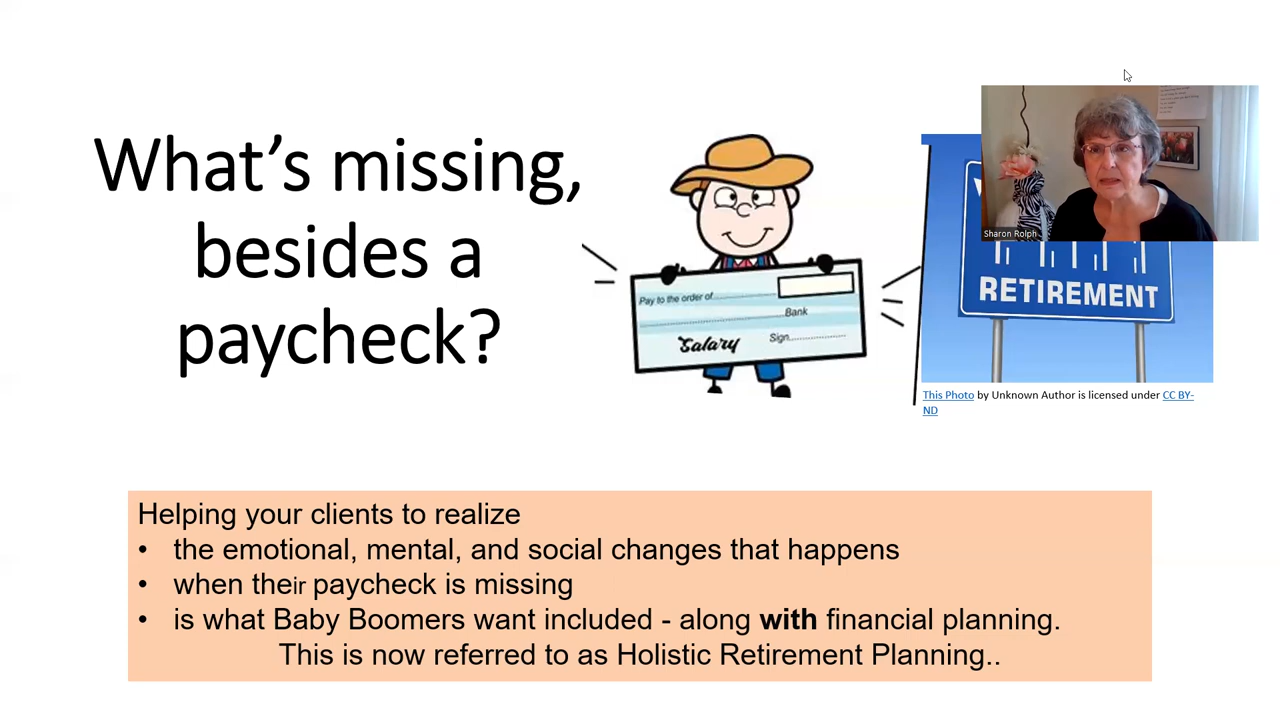 What's missing,
besides a
paycheck?
Pay to the order of
Bank
Salary
Sign
Sharon Rolph
RETIREMENT
This Photo by Unknown Author is licensed under CC BY-
ND
Helping your clients to realize
• the emotional, mental, and social changes that happens
• when their paycheck is missing
• is what Baby Boomers want included - along with financial planning.
This is now referred to as Holistic Retirement Planning..